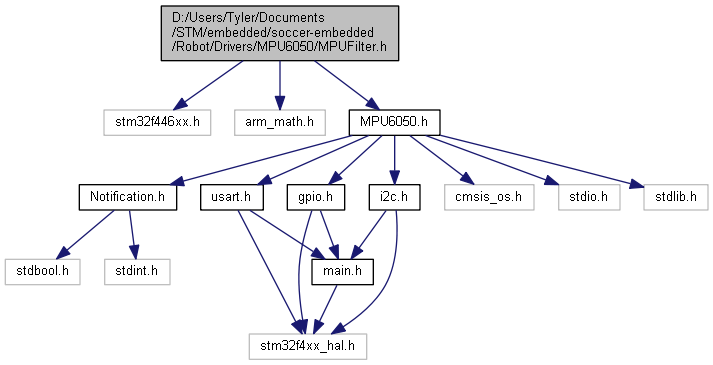 D:/Users/Tyler/Documents
/STM/embedded/soccer-embedded
/Robot/Drivers/MPU6050/MPUFilter.h
stm32f446xx.h
arm_math.h
MPU6050.h
Notification.h
usart.h
gpio.h
i2c.h
cmsis_os.h
stdio.h
stdlib.h
stdbool.h
stdint.h
main.h
stm32f4xx_hal.h